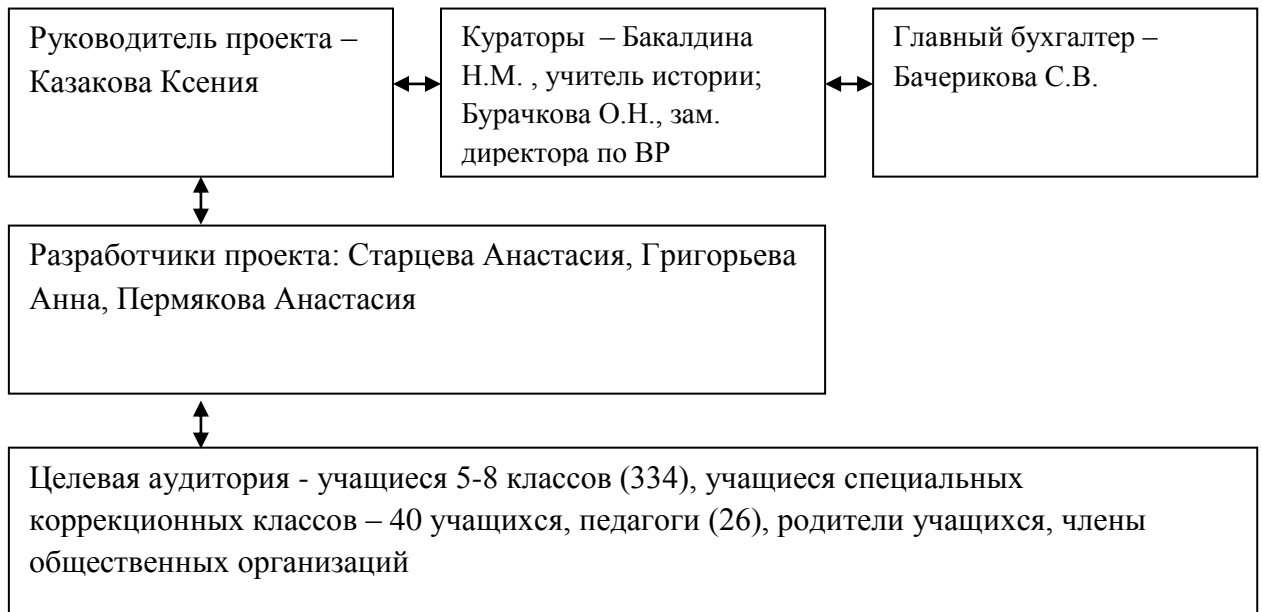 Руководитель проекта –
Казакова Ксения
Кураторы – Бакалдина
Н.М. , учитель истории;
Бурачкова О.Н., зам.
директора по ВР
Главный бухгалтер –
Бачерикова С.В.
Разработчики проекта: Старцева Анастасия, Григорьева
Анна, Пермякова Анастасия
Целевая аудитория - учащиеся 5-8 классов (334), учащиеся специальных
коррекционных классов – 40 учащихся, педагоги (26), родители учащихся, члены
общественных организаций